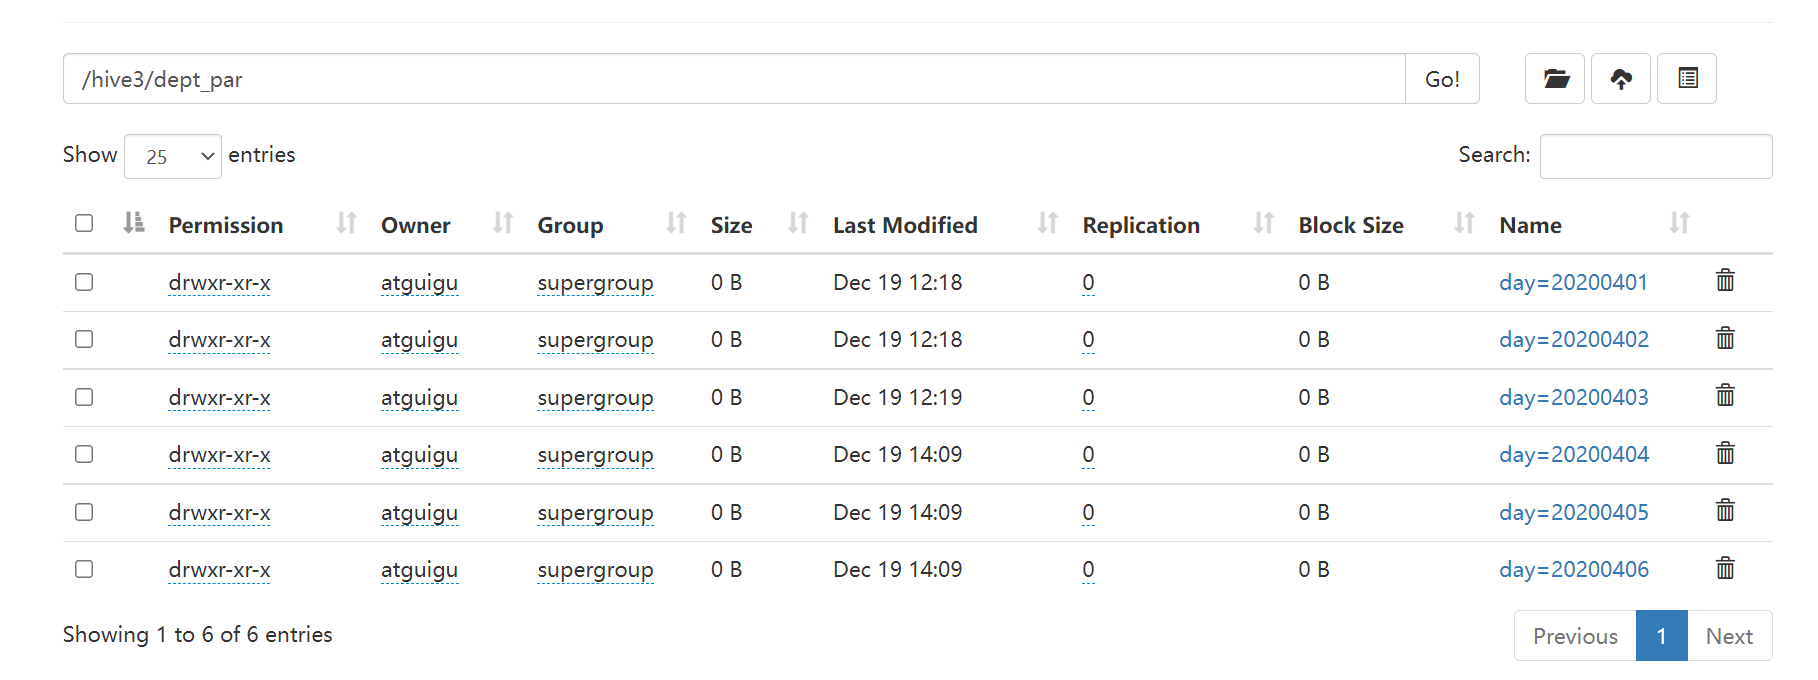 /hive3/dept_par Go!
Show 25 entries Search:
Permission Owner Group Size Last Modified Replication Block Size Name
drwxr-xr-x atguigu supergroup 0 B Dec 19 12:18 0 0 B day=20200401
drwxr-xr-x atguigu supergroup 0 B Dec 19 12:18 0 0 B day=20200402
drwxr-xr-x atguigu supergroup 0 B Dec 19 12:19 0 0 B day=20200403
drwxr-xr-x atguigu supergroup 0 B Dec 19 14:09 0 0 B day=20200404
drwxr-xr-x atguigu supergroup 0 B Dec 19 14:09 0 0 B day=20200405
drwxr-xr-x atguigu supergroup 0 B Dec 19 14:09 0 0 B day=20200406
Showing 1 to 6 of 6 entries Previous 1 Next